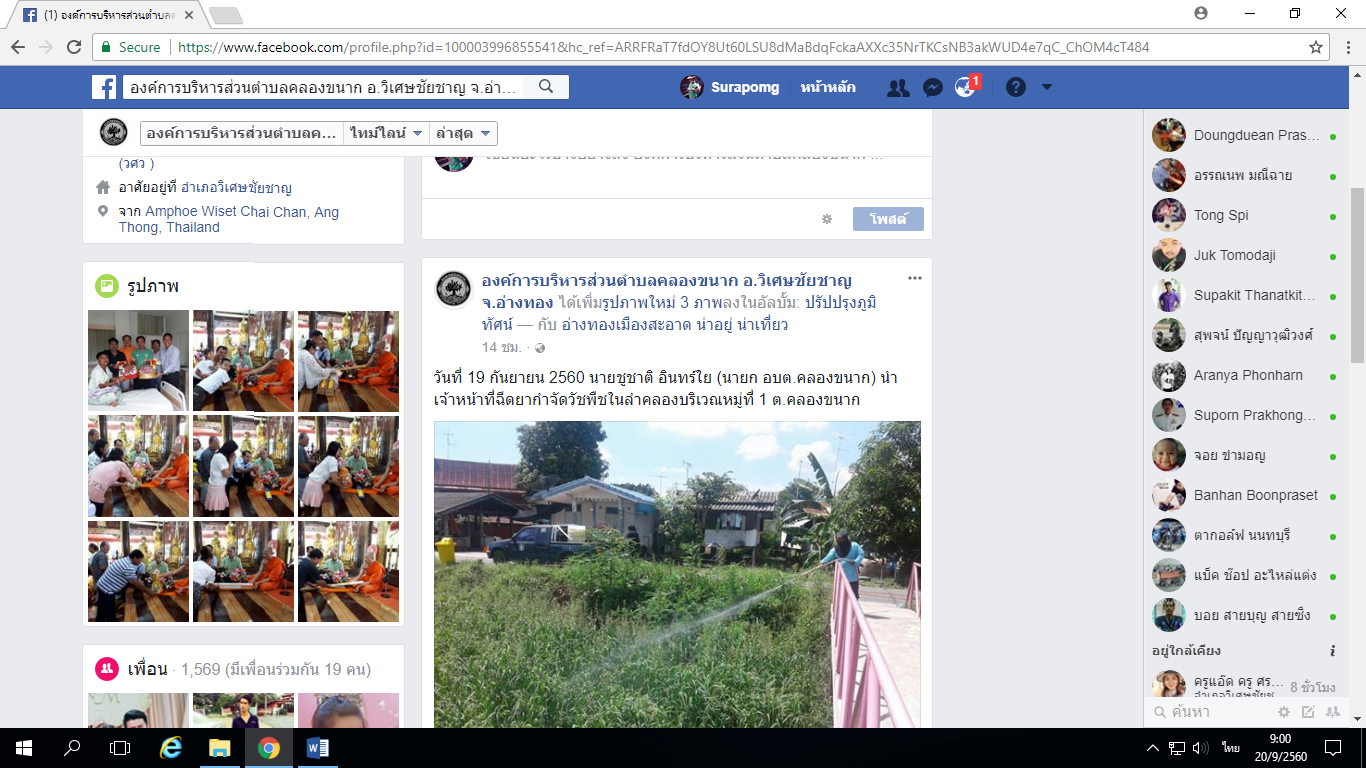 (1) องค์การบริหารส่วนตำบลค
Secure
https://www.facebook.com/profile.php?id=100003996855541&hc_ref=ARRFRaT7fdOY8Ut60LSU8dMaBdqFckaAXXc35NrTKCsNB3akWUD4e7qC_ChOM4cT484
องค์การบริหารส่วนตำบลคลองขนาก อ.วิเศษชัยชาญ จ.อ่า...
Surapomg
หน้าหลัก
1
องค์การบริหารส่วนตำบลค...
ไทม์ไลน์
ล่าสุด
(วศว )
อาศัยอยู่ที่ อำเภอวิเศษชัยชาญ
จาก Amphoe Wiset Chai Chan, Ang
Thong, Thailand
รูปภาพ
เพื่อน · 1,569 (มีเพื่อนร่วมกัน 19 คน)
โพสต์
องค์การบริหารส่วนตำบลคลองขนาก อ.วิเศษชัยชาญ
จ.อ่างทอง ได้เพิ่มรูปภาพใหม่ 3 ภาพลงในอัลบั้ม: ปรับปรุงภูมิ
ทัศน์ — กับ อ่างทองเมืองสะอาด น่าอยู่ น่าเที่ยว
14 ชม. ·
วันที่ 19 กันยายน 2560 นายชูชาติ อินทร์ใย (นายก อบต.คลองขนาก) นำ
เจ้าหน้าที่ฉีดยากำจัดวัชพืชในลำคลองบริเวณหมู่ที่ 1 ต.คลองขนาก
Doungduean Pras...
อรรณนพ มณีฉาย
Tong Spi
Juk Tomodaji
Supakit Thanatkit...
สุพจน์ ปัญญาวุฒิวงศ์
Aranya Phonharn
Suporn Prakhong...
จอย ข่ามอญ
Banhan Boonpraset
ตากอล์ฟ นนทบุรี
แบ็ค ช๊อป อะไหล่แต่ง
บอย สายบุญ สายซิ่ง
อยู่ใกล้เคียง
ครูแอ๊ด ครู ศร...
8 ชั่วโมง
อำเภอวิเศษชัยช...
ค้นหา
ไทย
9:00
20/9/2560